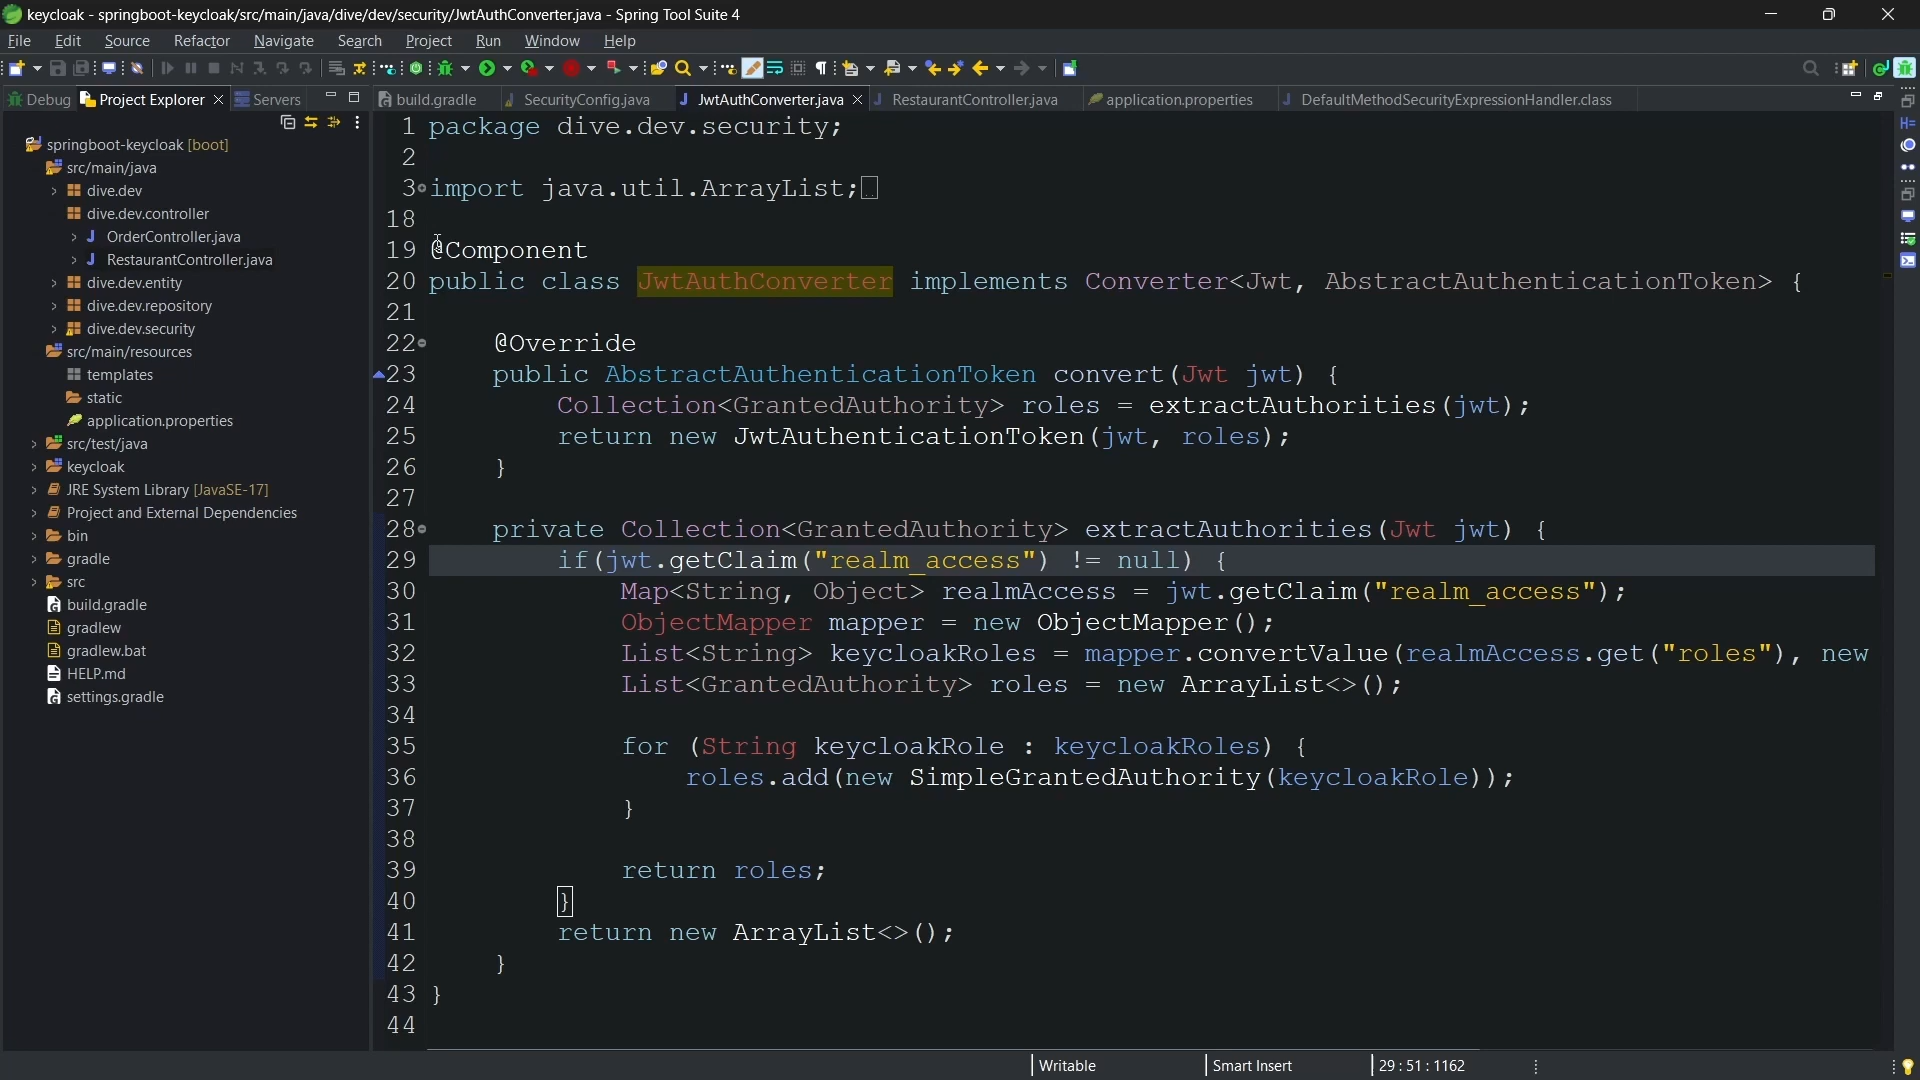 keycloak - springboot-keycloak/src/main/java/dive/dev/security/JwtAuthConverter.java - Spring Tool Suite 4
File Edit Source Refactor Navigate Search Project Run Window Help
Debug Project Explorer Servers
build.gradle SecurityConfig.java JwtAuthConverter.java RestaurantController.java application.properties DefaultMethodSecurityExpressionHandler.class
springboot-keycloak [boot]
src/main/java
dive.dev
dive.dev.controller
OrderController.java
RestaurantController.java
dive.dev.entity
dive.dev.repository
dive.dev.security
src/main/resources
templates
static
application.properties
src/test/java
keycloak
JRE System Library [JavaSE-17]
Project and External Dependencies
bin
gradle
src
build.gradle
gradlew
gradlew.bat
HELP.md
settings.gradle
1 package dive.dev.security;
2
3 import java.util.ArrayList;
18
19 @Component
20 public class JwtAuthConverter implements Converter<Jwt, AbstractAuthenticationToken> {
21
22 @Override
23 public AbstractAuthenticationToken convert(Jwt jwt) {
24 Collection<GrantedAuthority> roles = extractAuthorities(jwt);
25 return new JwtAuthenticationToken(jwt, roles);
26 }
27
28 private Collection<GrantedAuthority> extractAuthorities(Jwt jwt) {
29 if(jwt.getClaim("realm_access") != null) {
30 Map<String, Object> realmAccess = jwt.getClaim("realm_access");
31 ObjectMapper mapper = new ObjectMapper();
32 List<String> keycloakRoles = mapper.convertValue(realmAccess.get("roles"), new
33 List<GrantedAuthority> roles = new ArrayList<>();
34
35 for (String keycloakRole : keycloakRoles) {
36 roles.add(new SimpleGrantedAuthority(keycloakRole));
37 }
38
39 return roles;
40 }
41 return new ArrayList<>();
42 }
43 }
44
Writable Smart Insert 29 : 51 : 1162